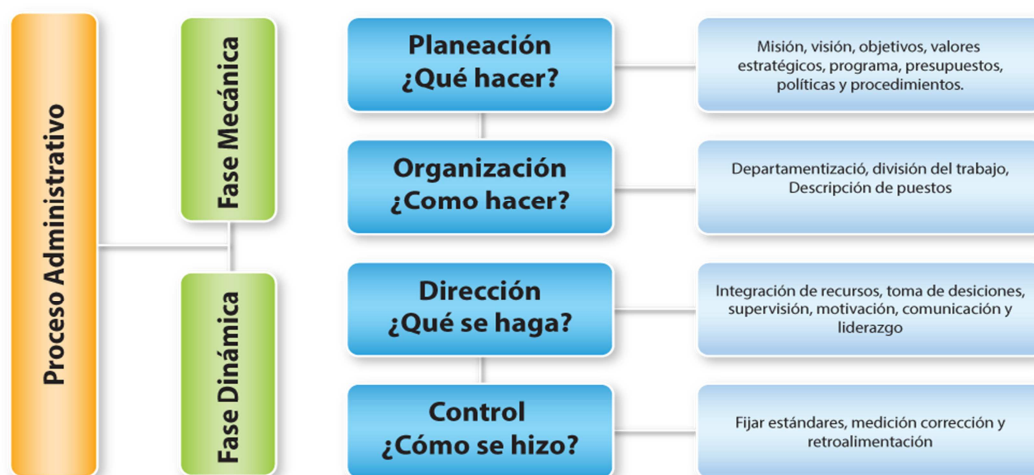 Proceso Administrativo
Fase Mecánica
Fase Dinámica
Planeación
¿Qué hacer?
Misión, visión, objetivos, valores
estratégicos, programa, presupuestos,
políticas y procedimientos.
Organización
¿Como hacer?
Departamentizació, división del trabajo,
Descripción de puestos
Dirección
¿Qué se haga?
Integración de recursos, toma de desiciones,
supervisión, motivación, comunicación y
liderazgo
Control
¿Cómo se hizo?
Fijar estándares, medición corrección y
retroalimentación